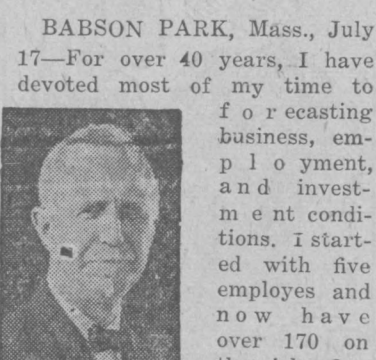 BABSON PARK, Mass., July
17—For over 40 years, I have
devoted most of my time to
forecasting
business, em-
ployment,
and invest-
ment condi-
tions. I start-
ed with five
employes and
now have
over 170 on